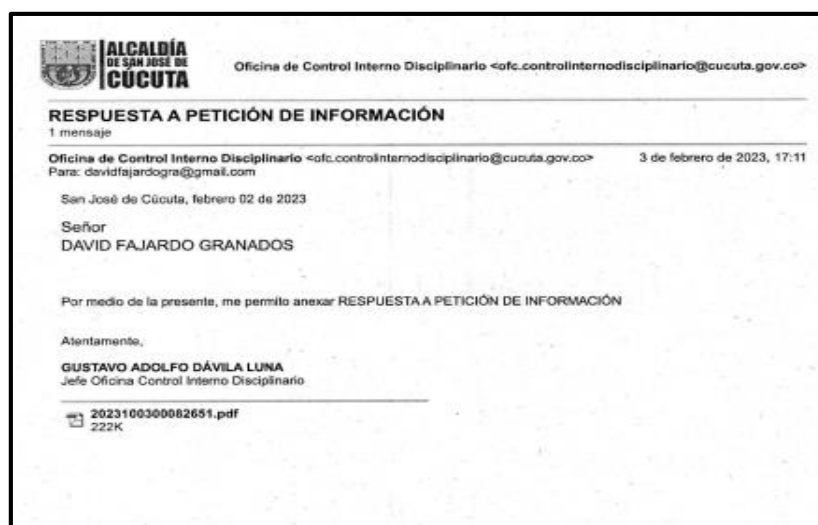 ALCALDÍA
DE SAN JOSÉ DE
CÚCUTA
Oficina de Control Interno Disciplinario <ofc.controlinternodisciplinario@cucuta.gov.co>
RESPUESTA A PETICIÓN DE INFORMACIÓN
1 mensaje
Oficina de Control Interno Disciplinario <ofc.controlinternodisciplinario@cucuta.gov.co> 3 de febrero de 2023, 17:11
Para: davidfajardogra@gmail.com
San José de Cúcuta, febrero 02 de 2023
Señor
DAVID FAJARDO GRANADOS
Por medio de la presente, me permito anexar RESPUESTA A PETICIÓN DE INFORMACIÓN
Atentamente,
GUSTAVO ADOLFO DÁVILA LUNA
Jefe Oficina Control Interno Disciplinario
2023100300082651.pdf
222K